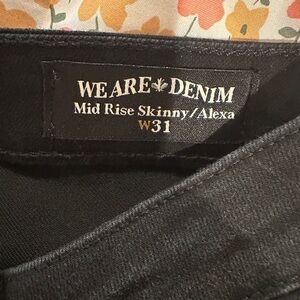 WE ARE DENIM
Mid Rise Skinny/Alexa
W31